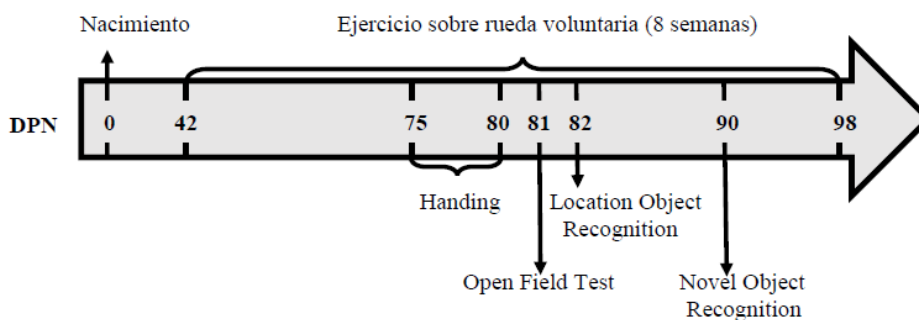 Nacimiento
Ejercicio sobre rueda voluntaria (8 semanas)
DPN
0 42 75 80 81 82 90 98
Handing
Location Object
Recognition
Open Field Test
Novel Object
Recognition